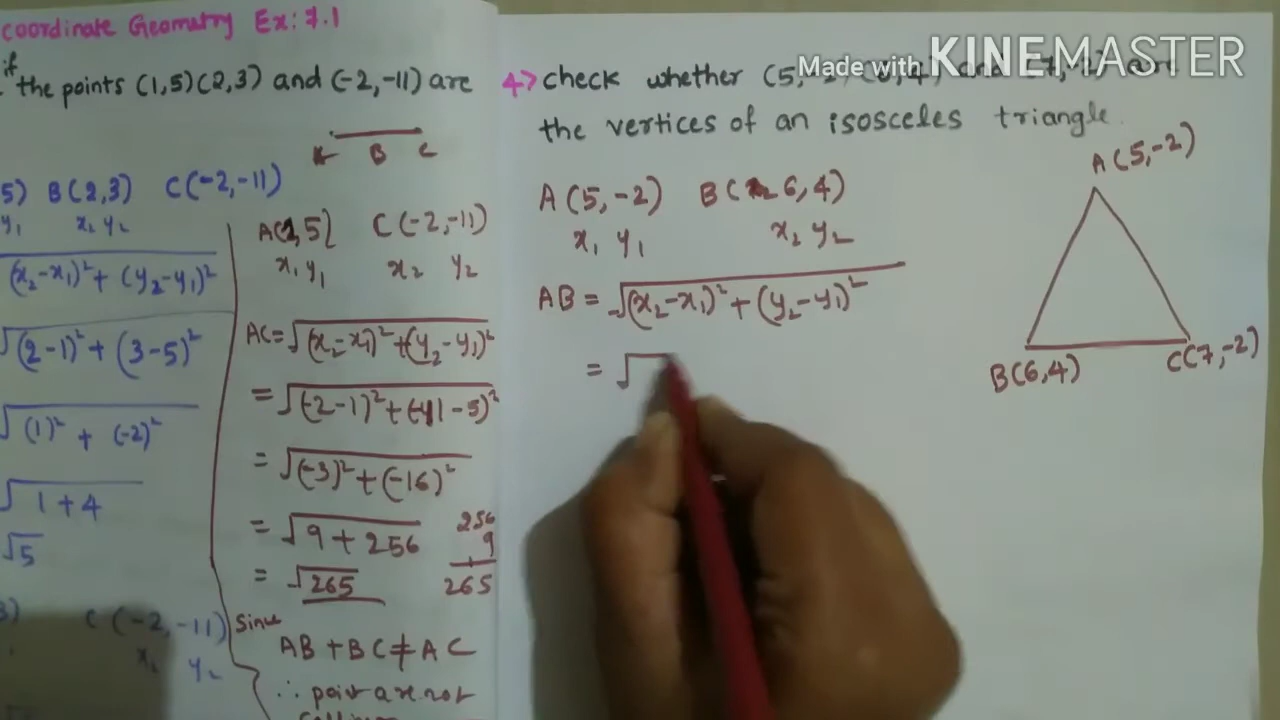 coordinate Geometry Ex: 7.1
if
the points (1,5)(2,3) and (-2,-11) are
A B C
5) B(2,3) C(-2,-11)
y₁ x₂ y₂
(x₂-x₁)²+(y₂-y₁)²
√(2-1)²+(3-5)²
√(1)²+(-2)²
√1+4
√5
C(-2,-11)
x₂ y₂
A(1,5) C(-2,-11)
x₁ y₁ x₂ y₂
AC=√(x₂-x₁)²+(y₂-y₁)²
=√(-2-1)²+(-11-5)²
=√(-3)²+(-16)²
=√9+256
=√265
256
9
+
265
Since
AB+BC≠AC
∴ point are not
Made with KINEMASTER
4> check whether (5,-2) (6,4) and (7,-2) are
the vertices of an isosceles triangle.
A(5,-2) B(6,4)
x₁ y₁ x₂ y₂
AB=√(x₂-x₁)²+(y₂-y₁)²
=√
A(5,-2)
B(6,4)
C(7,-2)